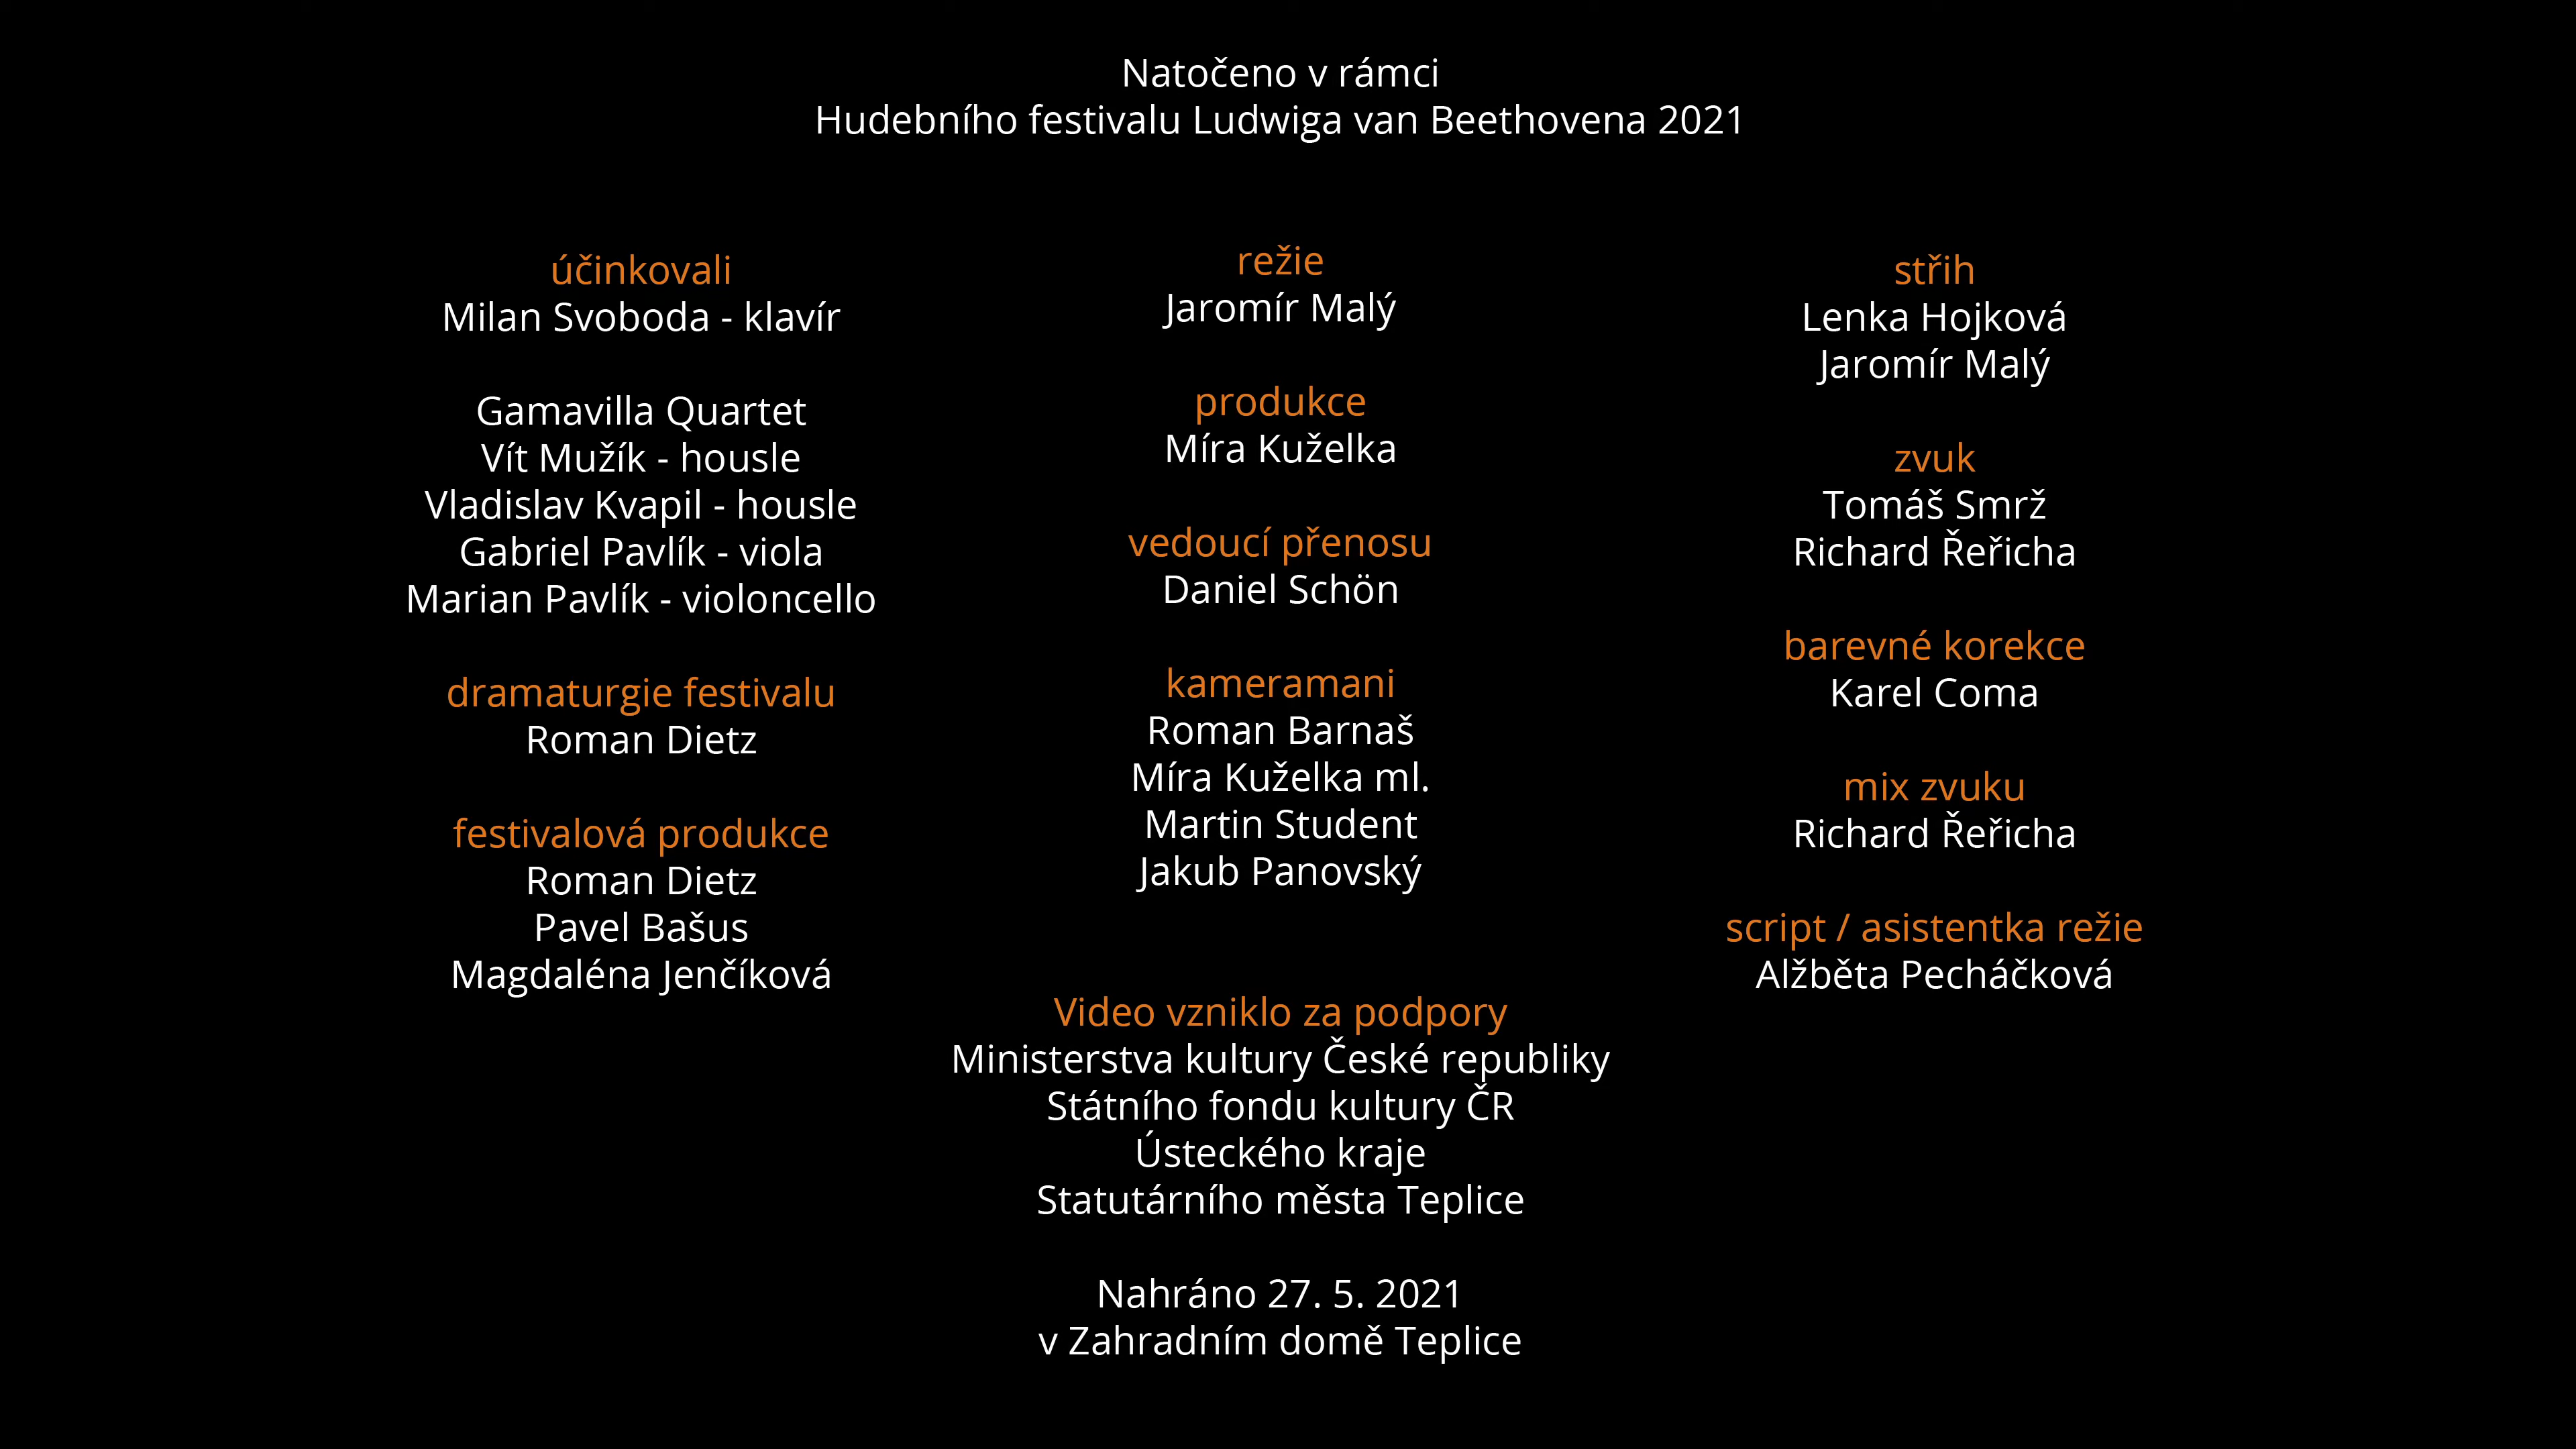 Natočeno v rámci
Hudebního festivalu Ludwiga van Beethovena 2021
účinkovali
Milan Svoboda - klavír
Gamavilla Quartet
Vít Mužík - housle
Vladislav Kvapil - housle
Gabriel Pavlík - viola
Marian Pavlík - violoncello
dramaturgie festivalu
Roman Dietz
festivalová produkce
Roman Dietz
Pavel Bašus
Magdaléna Jenčíková
režie
Jaromír Malý
produkce
Míra Kuželka
vedoucí přenosu
Daniel Schön
kameramani
Roman Barnaš
Míra Kuželka ml.
Martin Student
Jakub Panovský
střih
Lenka Hojková
Jaromír Malý
zvuk
Tomáš Smrž
Richard Řeřicha
barevné korekce
Karel Coma
mix zvuku
Richard Řeřicha
script / asistentka režie
Alžběta Pecháčková
Video vzniklo za podpory
Ministerstva kultury České republiky
Státního fondu kultury ČR
Ústeckého kraje
Statutárního města Teplice
Nahráno 27. 5. 2021
v Zahradním domě Teplice